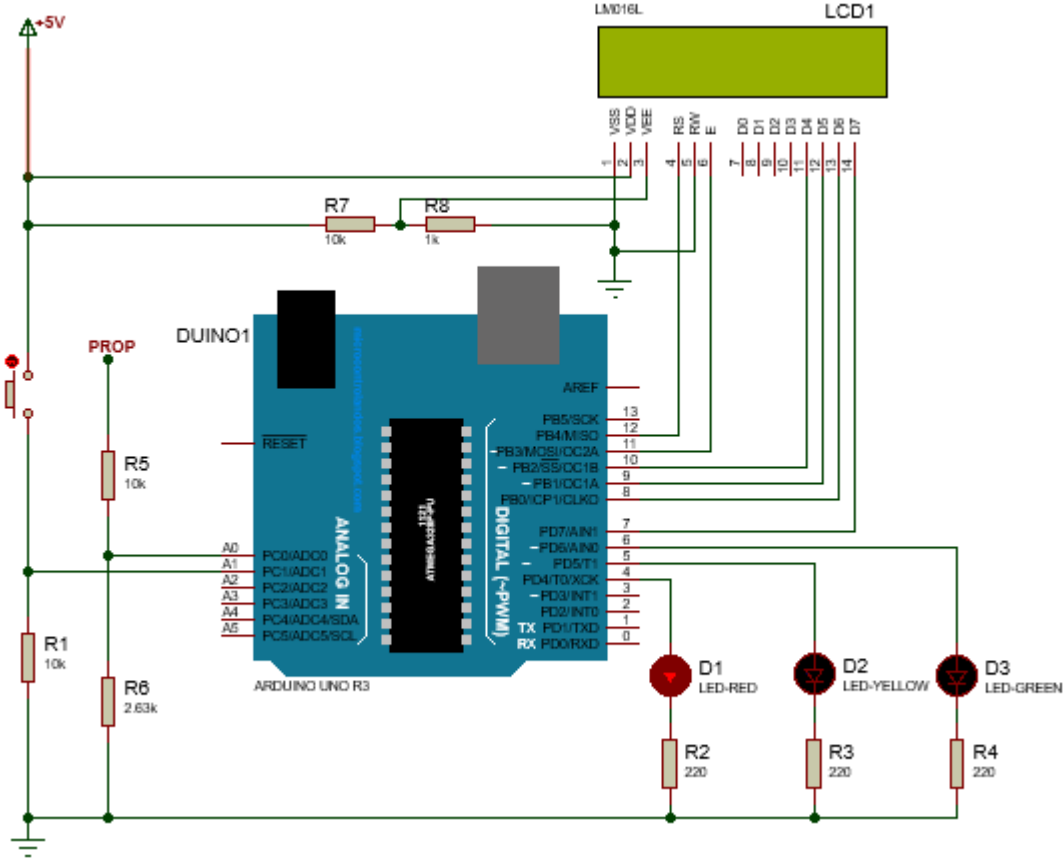 LM016L
LCD1
+5V
VSS
VDD
VEE
RS
RW
E
D0
D1
D2
D3
D4
D5
D6
D7
1
2
3
4
5
6
7
8
9
10
11
12
13
14
R7
10k
R8
1k
DUINO1
PROP
AREF
RESET
PB5/SCK 13
PB4/MISO 12
~PB3/MOSI/OC2A 11
~PB2/SS/OC1B 10
~PB1/OC1A 9
PB0/ICP1/CLKO 8
PD7/AIN1 7
~PD6/AIN0 6
~PD5/T1 5
PD4/T0/XCK 4
~PD3/INT1 3
PD2/INT0 2
TX PD1/TXD 1
RX PD0/RXD 0
R5
10k
1121
ATMEGA328P-PU
ANALOG IN
DIGITAL (~PWM)
A0 PC0/ADC0
A1 PC1/ADC1
A2 PC2/ADC2
A3 PC3/ADC3
A4 PC4/ADC4/SDA
A5 PC5/ADC5/SCL
R1
10k
R6
2.63k
ARDUINO UNO R3
D1
LED-RED
D2
LED-YELLOW
D3
LED-GREEN
R2
220
R3
220
R4
220